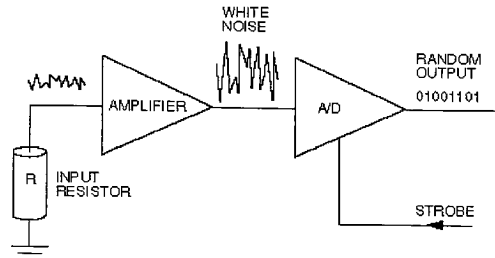 WHITE
NOISE
RANDOM
OUTPUT
01001101
AMPLIFIER
A/D
R
INPUT
RESISTOR
STROBE